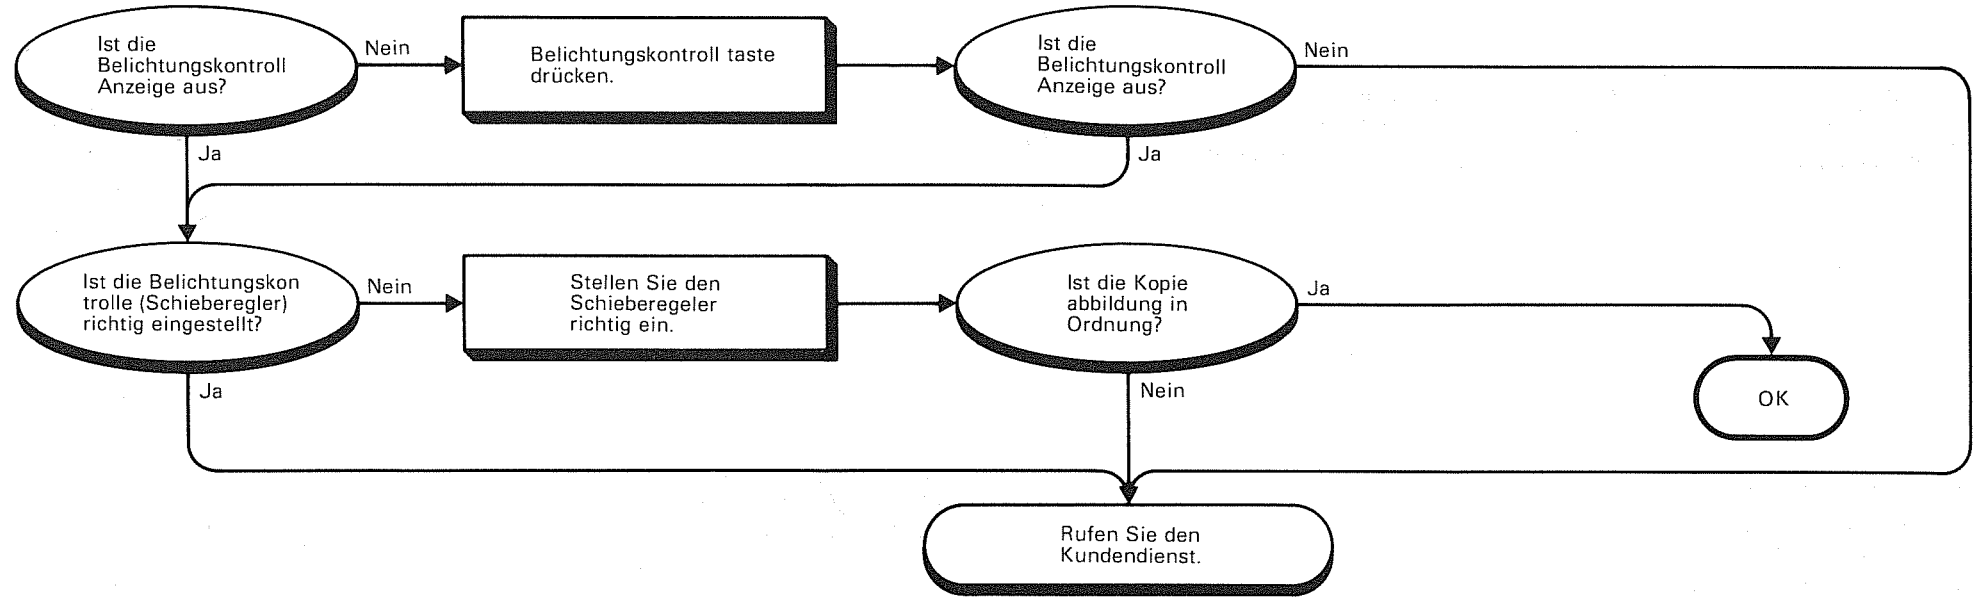 Ist die
Belichtungskontroll
Anzeige aus?
Nein
Belichtungskontroll taste
drücken.
Ist die
Belichtungskontroll
Anzeige aus?
Nein
Ja
Ja
Ist die Belichtungskon
trolle (Schieberegler)
richtig eingestellt?
Nein
Stellen Sie den
Schieberegeler
richtig ein.
Ist die Kopie
abbildung in
Ordnung?
Ja
Ja
Nein
OK
Rufen Sie den
Kundendienst.